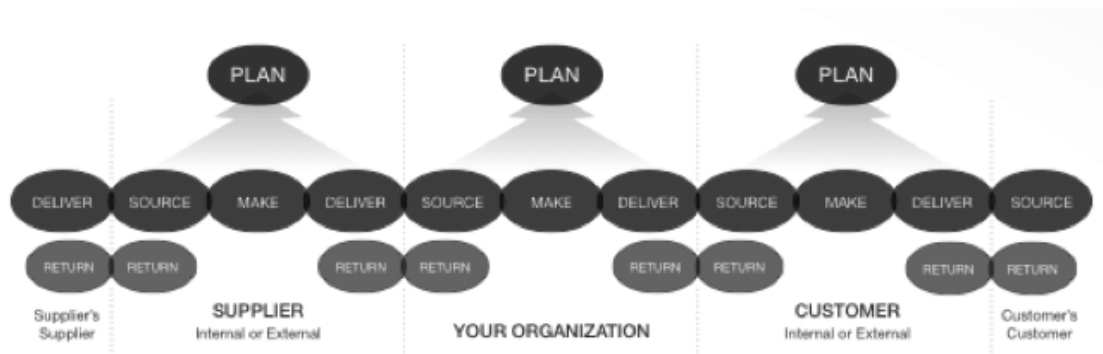 PLAN PLAN PLAN
DELIVER SOURCE MAKE DELIVER SOURCE MAKE DELIVER SOURCE MAKE DELIVER SOURCE
RETURN RETURN RETURN RETURN RETURN RETURN RETURN RETURN
Supplier's
Supplier
SUPPLIER
Internal or External
YOUR ORGANIZATION
CUSTOMER
Internal or External
Customer's
Customer